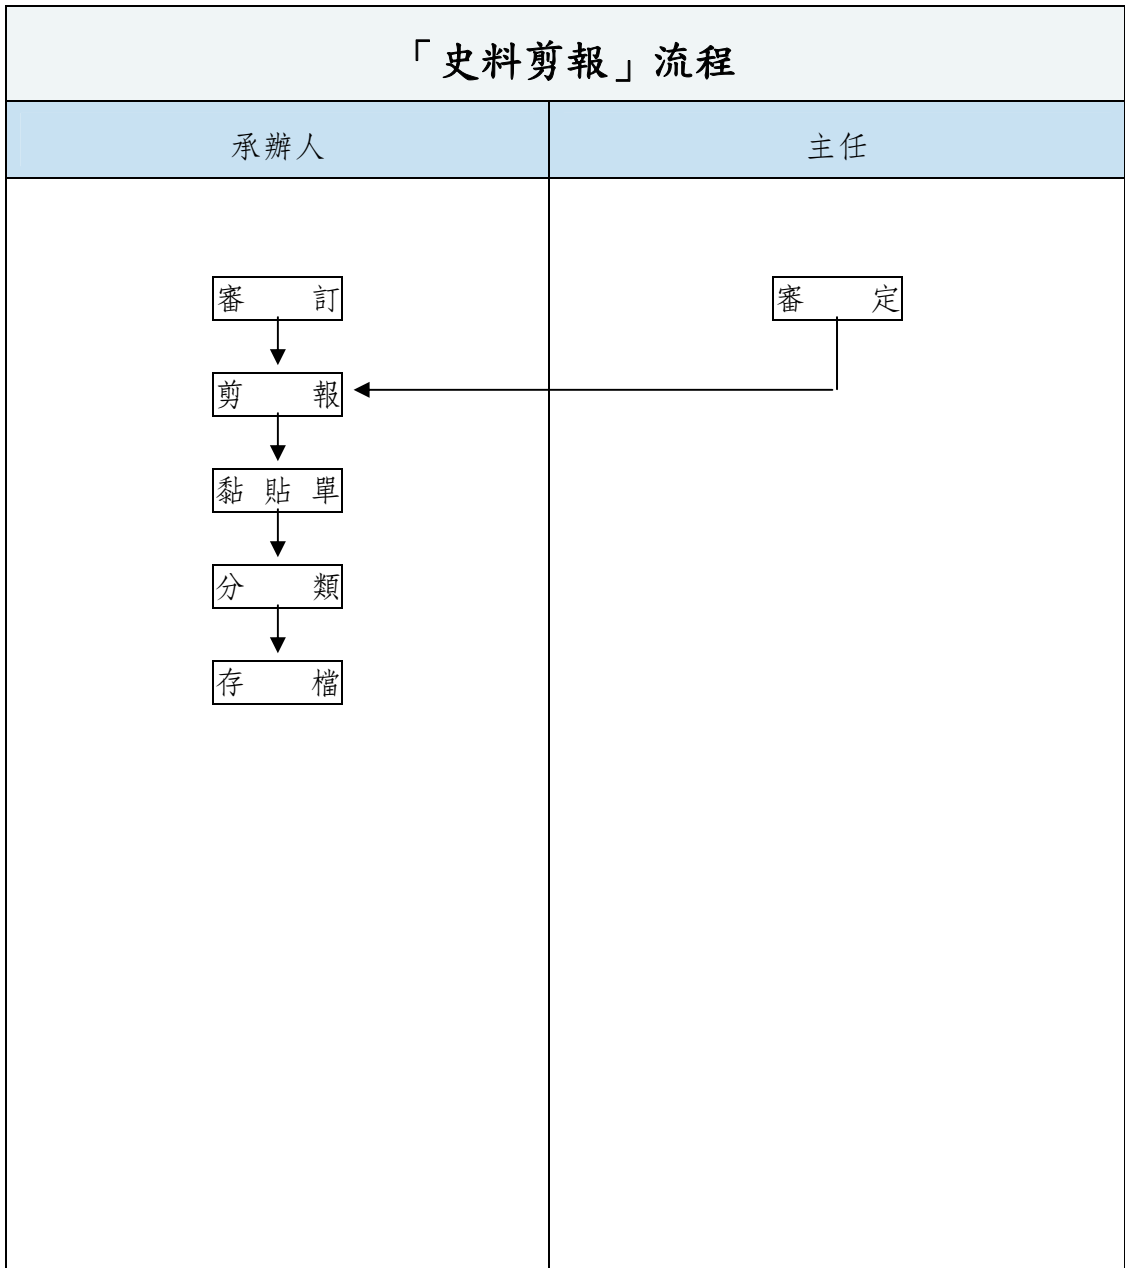 「史料剪報」流程
承辦人 主任
審 訂 審 定
剪 報
黏 貼 單
分 類
存 檔